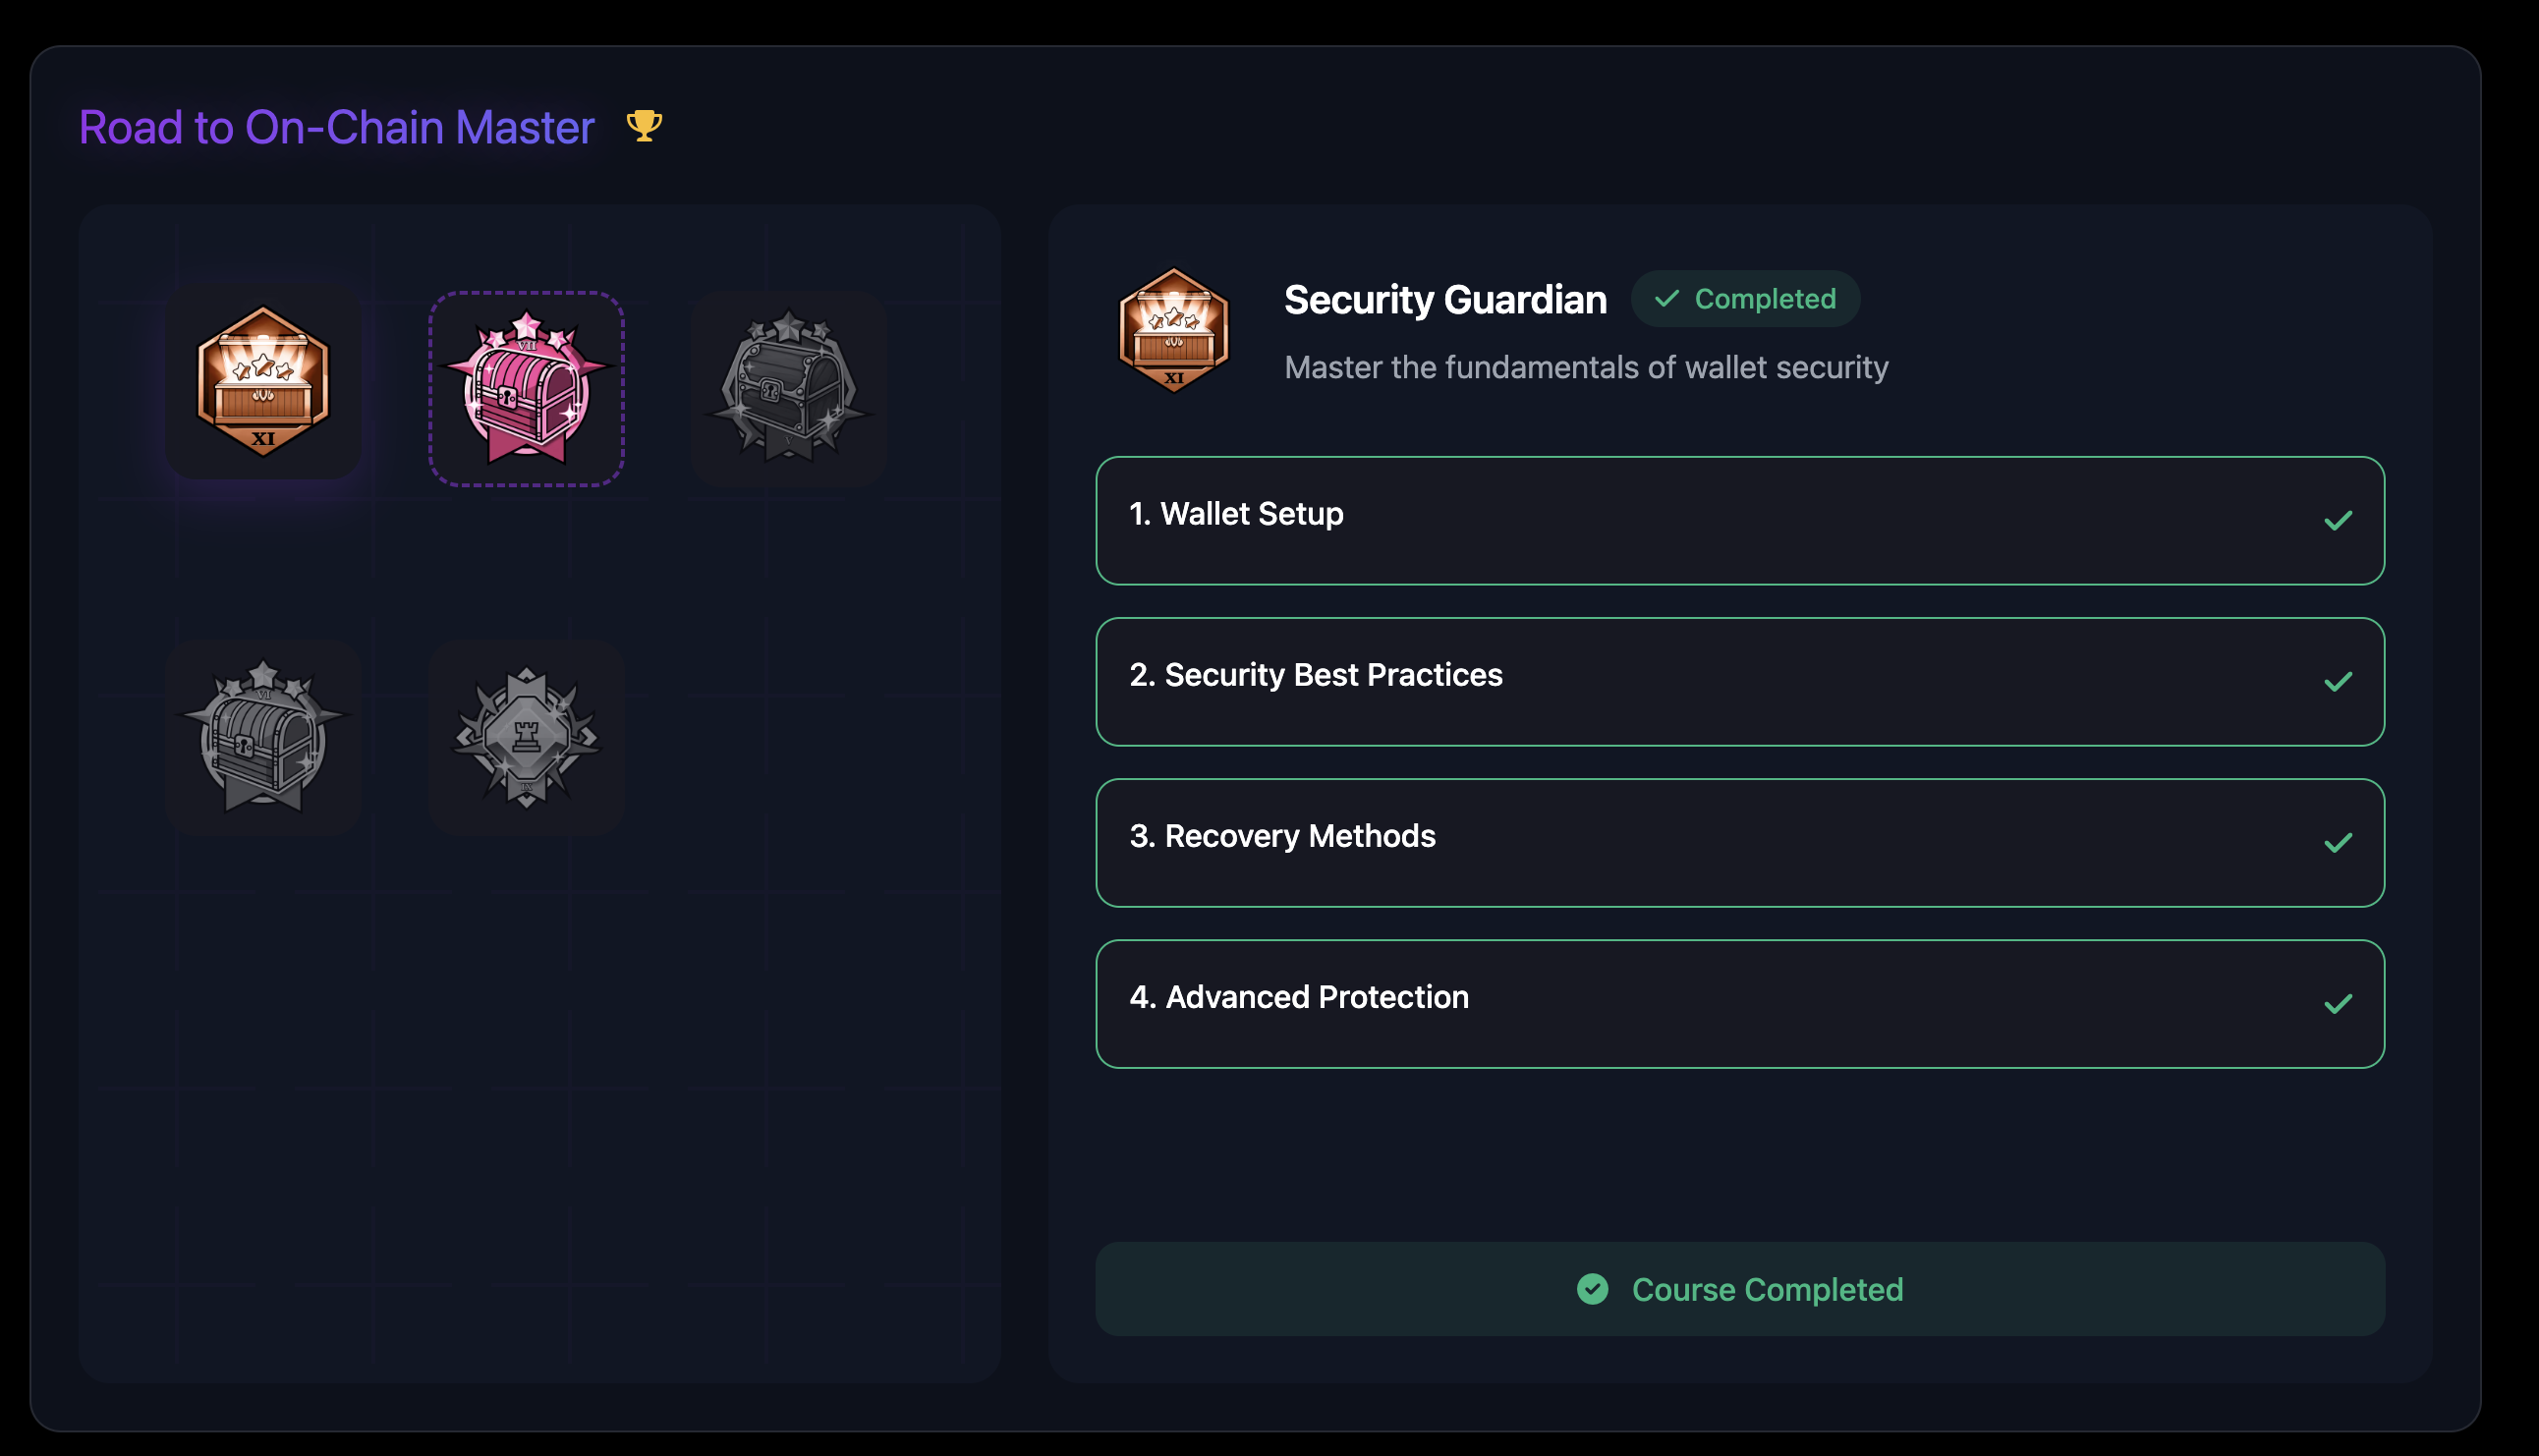 Road to On-Chain Master
XI
VII
V
VI
IX
XI
Security Guardian
Completed
Master the fundamentals of wallet security
1. Wallet Setup
2. Security Best Practices
3. Recovery Methods
4. Advanced Protection
Course Completed